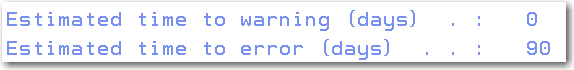 Estimated time to warning (days)  . :   0
Estimated time to error (days)  . . :   90